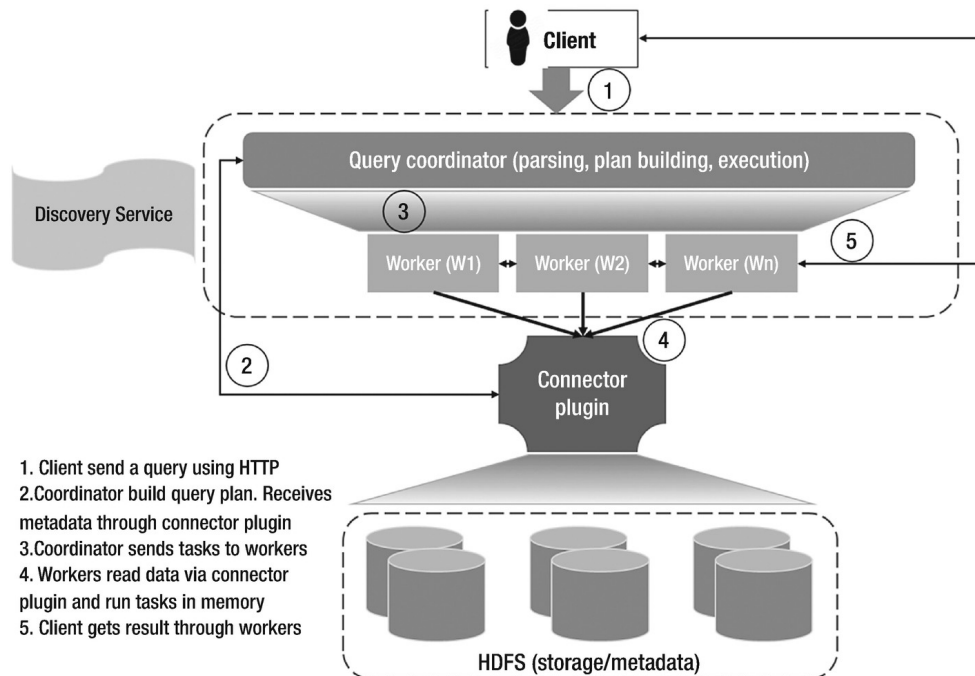 Client
1
Query coordinator (parsing, plan building, execution)
Discovery Service
3
5
Worker (W1)
Worker (W2)
Worker (Wn)
4
2
Connector
plugin
1. Client send a query using HTTP
2.Coordinator build query plan. Receives
metadata through connector plugin
3.Coordinator sends tasks to workers
4. Workers read data via connector
plugin and run tasks in memory
5. Client gets result through workers
HDFS (storage/metadata)